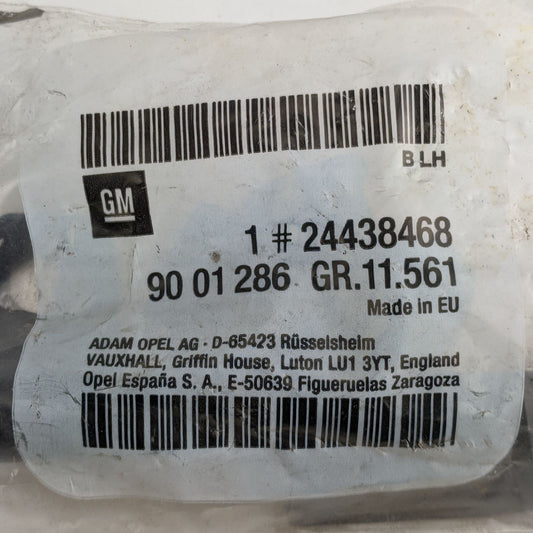 B LH
GM
1 # 24438468
90 01 286 GR.11.561
Made in EU
ADAM OPEL AG - D-65423 Rüsselsheim
VAUXHALL, Griffin House, Luton LU1 3YT, England
Opel España S. A., E-50639 Figueruelas Zaragoza